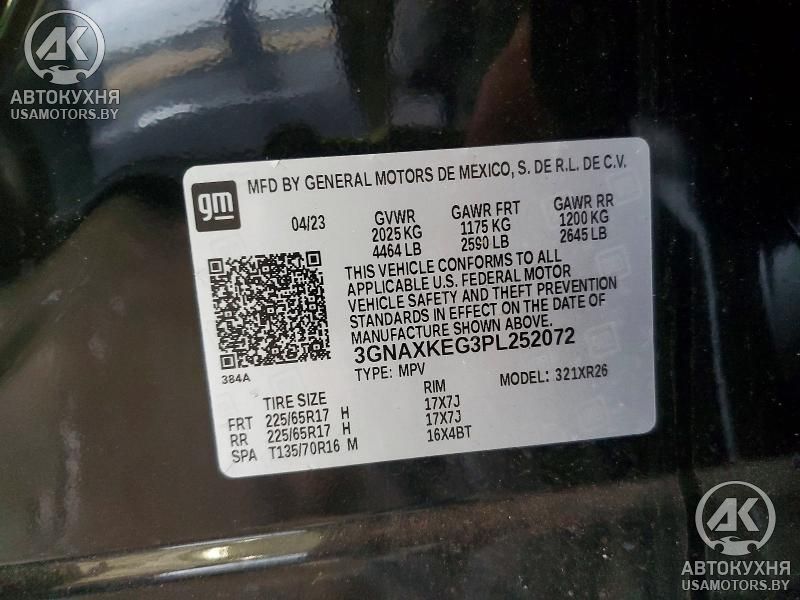 AK
АВТОКУХНЯ
USAMOTORS.BY
gm
MFD BY GENERAL MOTORS DE MEXICO, S. DE R.L. DE C.V.
04/23 GVWR GAWR FRT GAWR RR
2025 KG 1175 KG 1200 KG
4464 LB 2590 LB 2645 LB
THIS VEHICLE CONFORMS TO ALL
APPLICABLE U.S. FEDERAL MOTOR
VEHICLE SAFETY AND THEFT PREVENTION
STANDARDS IN EFFECT ON THE DATE OF
MANUFACTURE SHOWN ABOVE.
3GNAXKEG3PL252072
384A
TYPE: MPV MODEL: 321XR26
TIRE SIZE RIM
FRT 225/65R17 H 17X7J
RR 225/65R17 H 17X7J
SPA T135/70R16 M 16X4BT
AK
АВТОКУХНЯ
USAMOTORS.BY